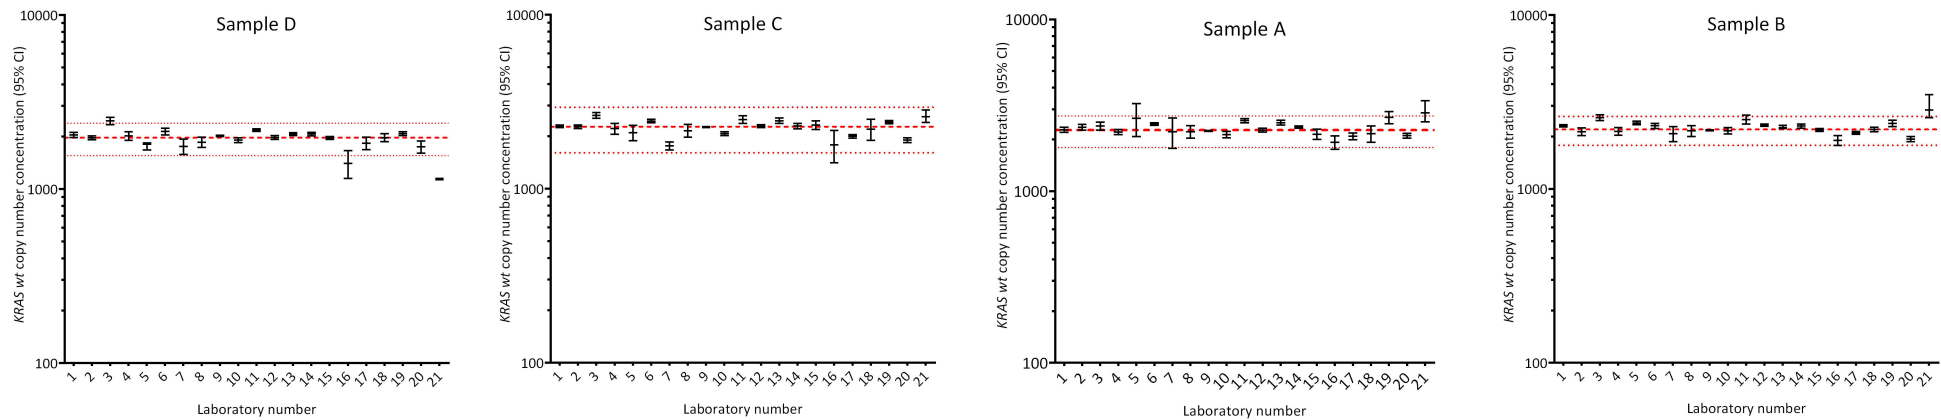 Sample D
KRAS wt copy number concentration (95% CI)
10000
1000
100
1 2 3 4 5 6 7 8 9 10 11 12 13 14 15 16 17 18 19 20 21
Laboratory number
Sample C
KRAS wt copy number concentration (95% CI)
10000
1000
100
1 2 3 4 5 6 7 8 9 10 11 12 13 14 15 16 17 18 19 20 21
Laboratory number
Sample A
KRAS wt copy number concentration (95% CI)
10000
1000
100
1 2 3 4 5 6 7 8 9 10 11 12 13 14 15 16 17 18 19 20 21
Laboratory number
Sample B
KRAS wt copy number concentration (95% CI)
10000
1000
100
1 2 3 4 5 6 7 8 9 10 11 12 13 14 15 16 17 18 19 20 21
Laboratory number